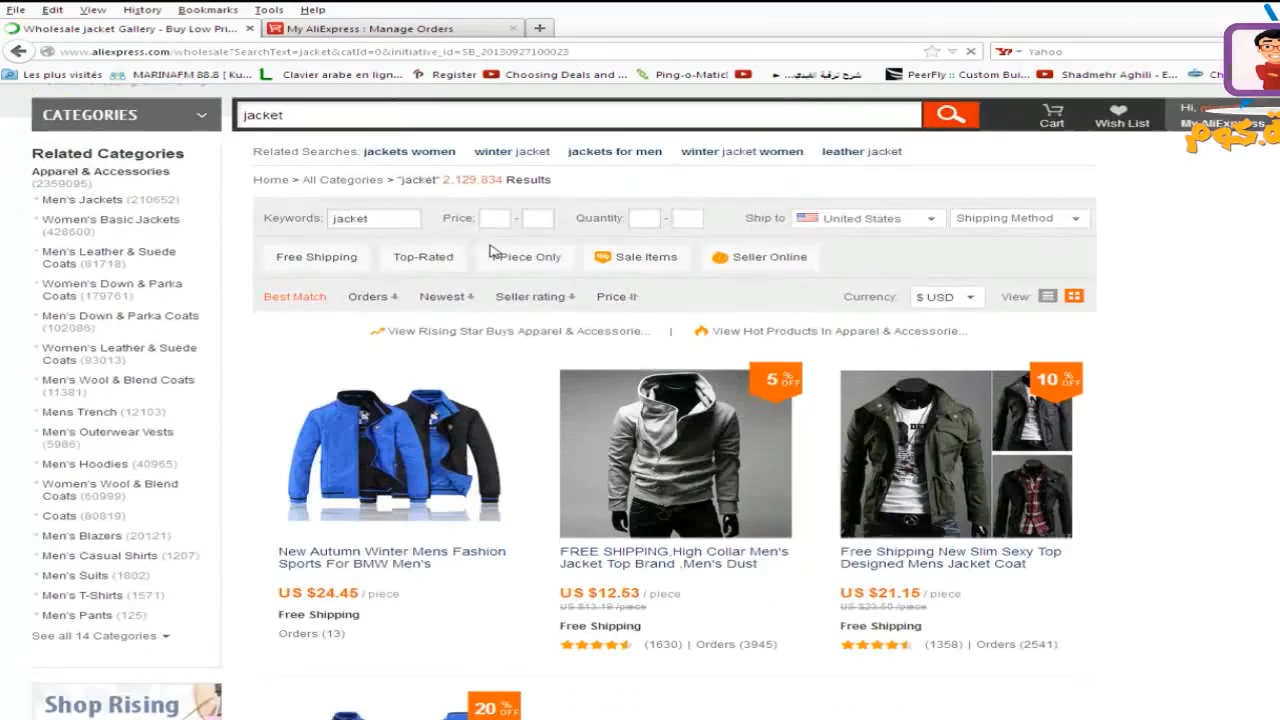 File Edit View History Bookmarks Tools Help
Wholesale jacket Gallery - Buy Low Pri... × My AliExpress : Manage Orders × +
www.aliexpress.com/wholesale?SearchText=jacket&catId=0&initiative_id=SB_20130927100023 Yahoo
Les plus visités MARINAFM 88.8 [ Ku... Clavier arabe en lign... Register Choosing Deals and ... Ping-o-Matic! شرح ترقية الفيدي... PeerFly :: Custom Bui... Shadmehr Aghili - E... Ch
CATEGORIES jacket Cart Wish List Hi,
My AliExpress
Related Searches: jackets women winter jacket jackets for men winter jacket women leather jacket
Home > All Categories > "jacket" 2,129,834 Results
Keywords: jacket Price: - Quantity: - Ship to United States Shipping Method
Free Shipping Top-Rated Piece Only Sale Items Seller Online
Best Match Orders Newest Seller rating Price Currency: $ USD View:
View Rising Star Buys Apparel & Accessorie... | View Hot Products In Apparel & Accessorie...
Related Categories
Apparel & Accessories
(2359095)
Men's Jackets (210652)
Women's Basic Jackets
(428600)
Men's Leather & Suede
Coats (81718)
Women's Down & Parka
Coats (179761)
Men's Down & Parka Coats
(102086)
Women's Leather & Suede
Coats (93013)
Men's Wool & Blend Coats
(11381)
Mens Trench (12103)
Men's Outerwear Vests
(5986)
Men's Hoodies (40965)
Women's Wool & Blend
Coats (60999)
Coats (80819)
Men's Blazers (20121)
Men's Casual Shirts (1297)
Men's Suits (1802)
Men's T-Shirts (1571)
Men's Pants (125)
See all 14 Categories
Shop Rising
New Autumn Winter Mens Fashion
Sports For BMW Men's
US $24.45 / piece
Free Shipping
Orders (13)
5 % OFF
FREE SHIPPING,High Collar Men's
Jacket Top Brand ,Men's Dust
US $12.53 / piece
US $13.19 /piece
Free Shipping
(1630) | Orders (3945)
10 % OFF
Free Shipping New Slim Sexy Top
Designed Mens Jacket Coat
US $21.15 / piece
US $23.50 /piece
Free Shipping
(1358) | Orders (2541)
20 % OFF